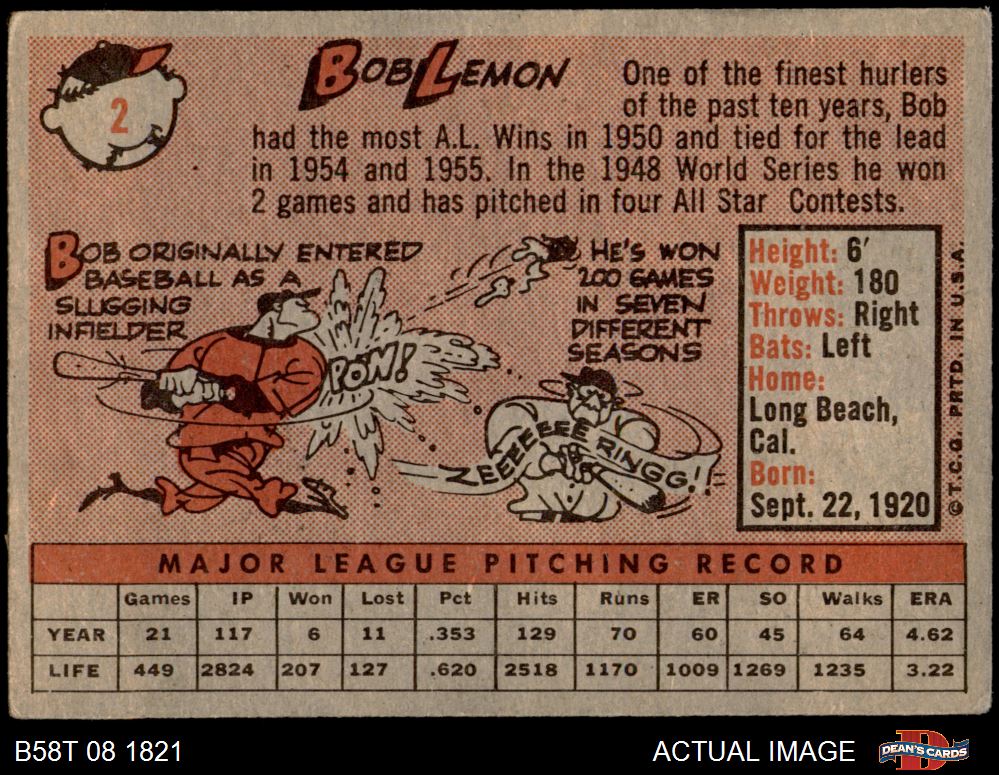 2
BOB LEMON
One of the finest hurlers
of the past ten years, Bob
had the most A.L. Wins in 1950 and tied for the lead
in 1954 and 1955. In the 1948 World Series he won
2 games and has pitched in four All Star Contests.
BOB ORIGINALLY ENTERED
BASEBALL AS A
SLUGGING
INFIELDER
POW!
HE'S WON
200 GAMES
IN SEVEN
DIFFERENT
SEASONS
ZEEEEEEEE RINGG!!
Height: 6'
Weight: 180
Throws: Right
Bats: Left
Home:
Long Beach,
Cal.
Born:
Sept. 22, 1920
© T.C.G. PRTD. IN U.S.A.
MAJOR LEAGUE PITCHING RECORD
Games IP Won Lost Pct Hits Runs ER SO Walks ERA
YEAR 21 117 6 11 .353 129 70 60 45 64 4.62
LIFE 449 2824 207 127 .620 2518 1170 1009 1269 1235 3.22
B58T 08 1821
ACTUAL IMAGE
D
DEAN'S CARDS